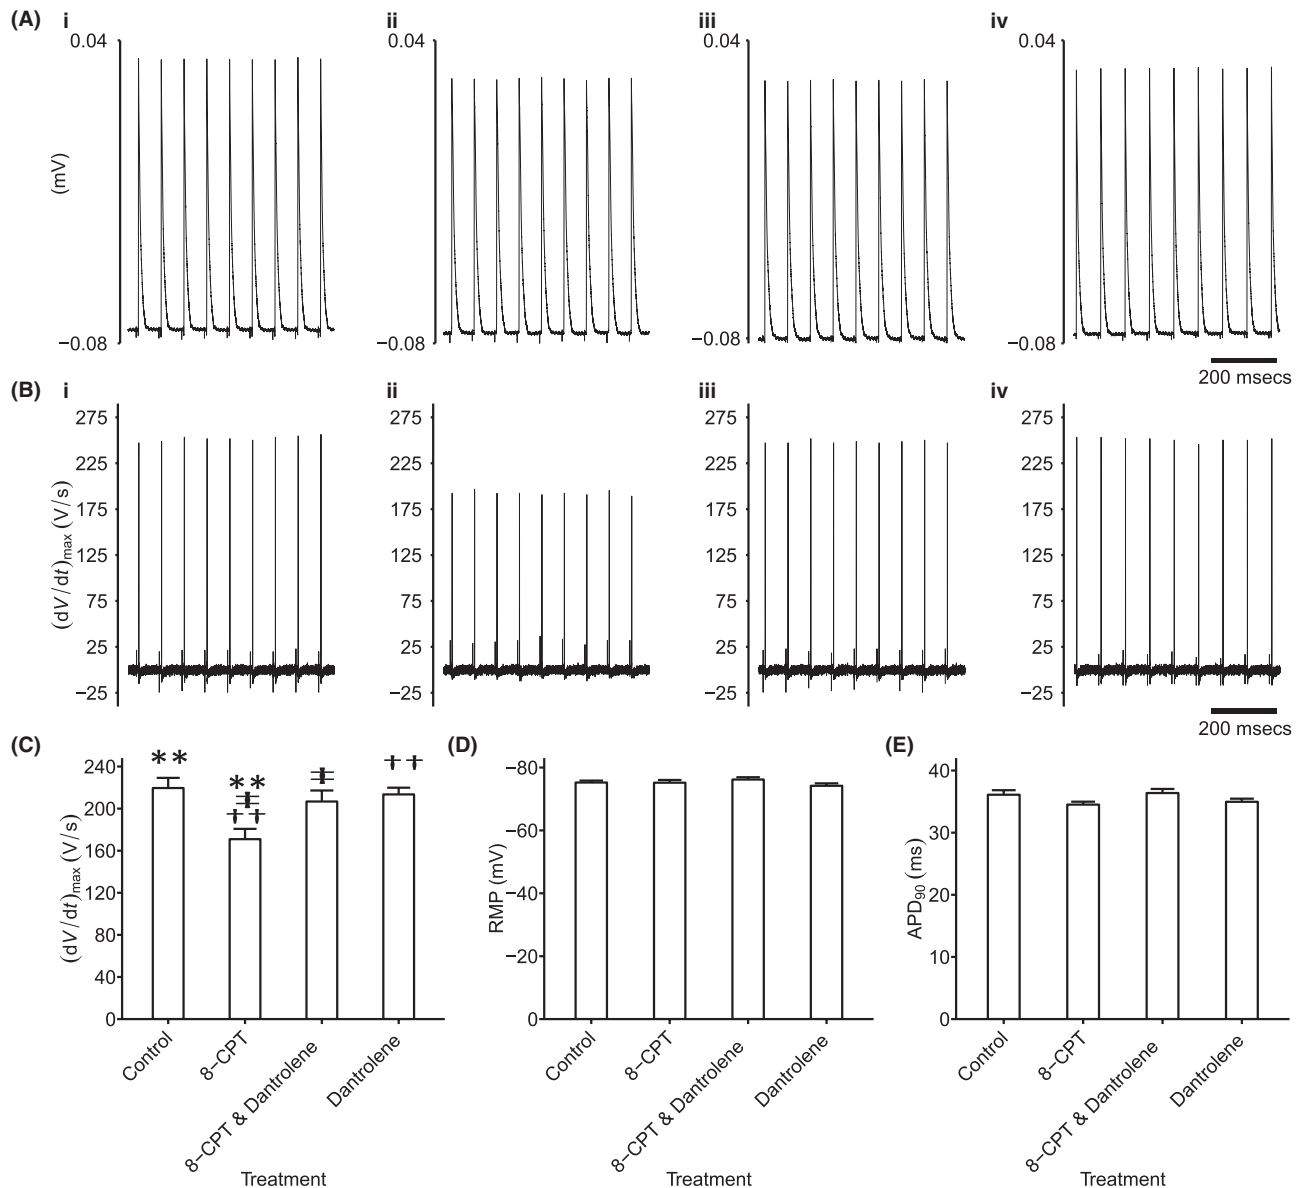 (A) i ii iii iv
0.04 0.04 0.04 0.04
(mV)
−0.08 −0.08 −0.08 −0.08
200 msecs
(B) i ii iii iv
275 275 275 275
225 225 225 225
175 175 175 175
125 125 125 125
75 75 75 75
25 25 25 25
−25 −25 −25 −25
(dV/dt)max (V/s)
200 msecs
(C)
240
200
160
120
80
40
0
(dV/dt)max (V/s)
** ** ‡ ††
‡
††
Control
8−CPT
8−CPT & Dantrolene
Dantrolene
Treatment
(D)
−80
−60
−40
−20
0
RMP (mV)
Control
8−CPT
8−CPT & Dantrolene
Dantrolene
Treatment
(E)
40
30
20
10
0
APD90 (ms)
Control
8−CPT
8−CPT & Dantrolene
Dantrolene
Treatment